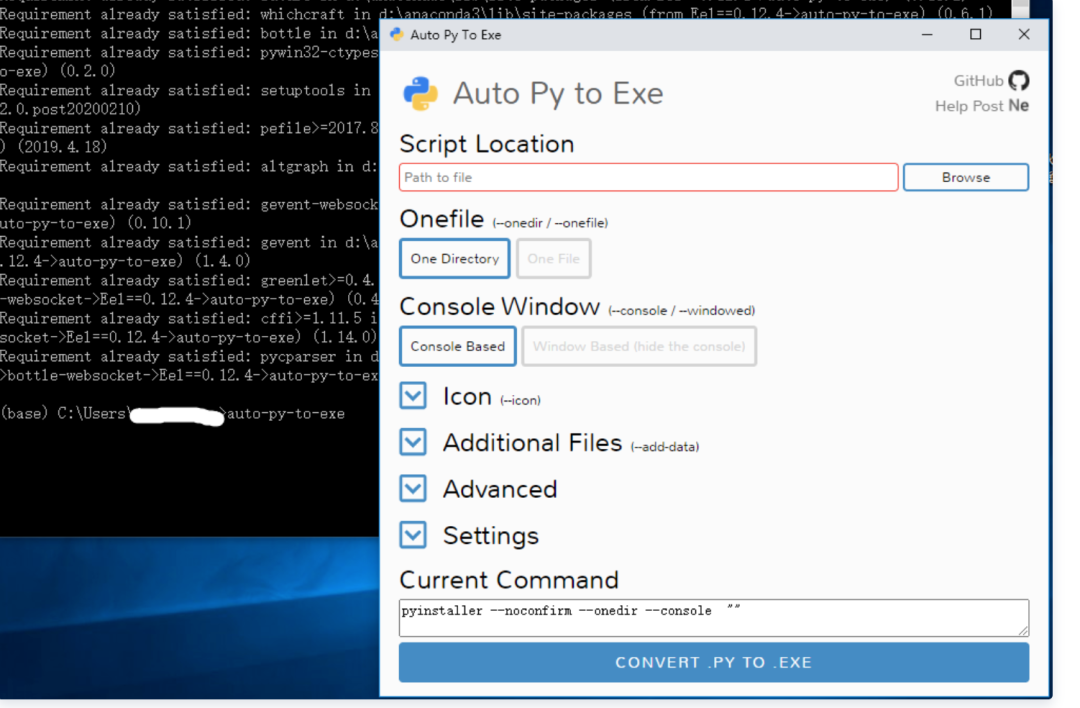 Requirement already satisfied: whichcraft in d:\anaconda3\lib\site-packages (from Eel==0.12.4->auto-py-to-exe) (0.6.1)
Requirement already satisfied: bottle in d:\a
Requirement already satisfied: pywin32-ctypes
o-exe) (0.2.0)
Requirement already satisfied: setuptools in
2.0.post20200210)
Requirement already satisfied: pefile>=2017.8
) (2019.4.18)
Requirement already satisfied: altgraph in d:
Requirement already satisfied: gevent-websock
uto-py-to-exe) (0.10.1)
Requirement already satisfied: gevent in d:\a
.12.4->auto-py-to-exe) (1.4.0)
Requirement already satisfied: greenlet>=0.4.
-websocket->Eel==0.12.4->auto-py-to-exe) (0.4
Requirement already satisfied: cffi>=1.11.5 i
socket->Eel==0.12.4->auto-py-to-exe) (1.14.0)
Requirement already satisfied: pycparser in d
>bottle-websocket->Eel==0.12.4->auto-py-to-ex
(base) C:\Users\ >auto-py-to-exe
Auto Py To Exe
Auto Py to Exe
GitHub
Help Post Ne
Script Location
Path to file
Browse
Onefile (--onedir / --onefile)
One Directory
One File
Console Window (--console / --windowed)
Console Based
Window Based (hide the console)
Icon (--icon)
Additional Files (--add-data)
Advanced
Settings
Current Command
pyinstaller --noconfirm --onedir --console ""
CONVERT .PY TO .EXE